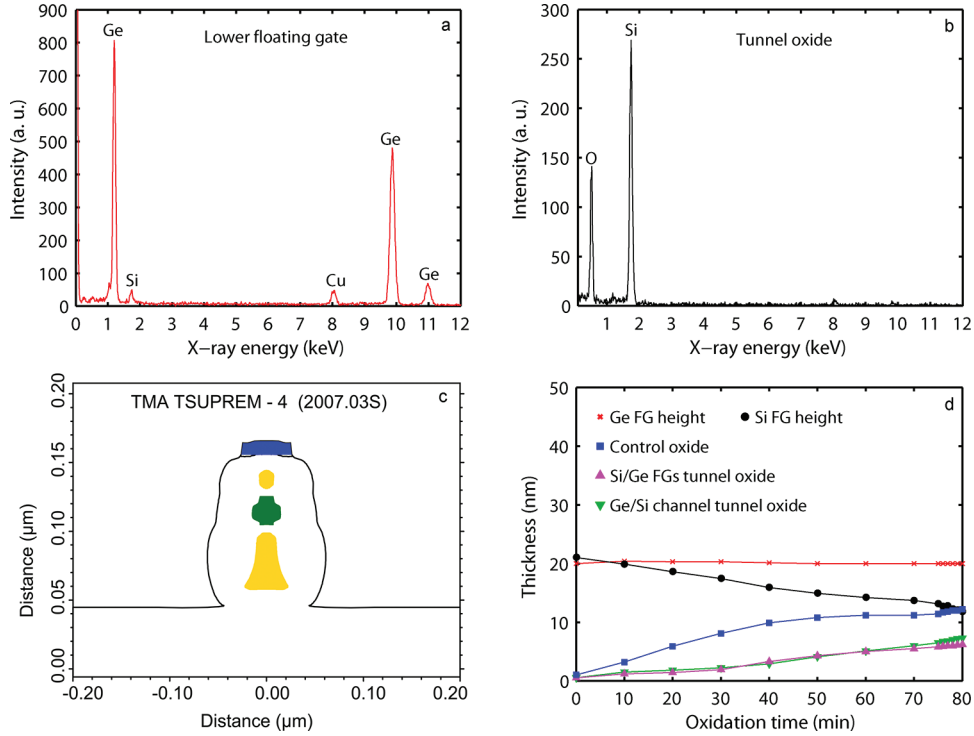 a
Lower floating gate
Ge
Si
Cu
Ge
Ge
900
800
700
600
500
400
300
200
100
0
0 1 2 3 4 5 6 7 8 9 10 11 12
Intensity (a. u.)
X−ray energy (keV)
b
Tunnel oxide
Si
O
300
250
200
150
100
50
0
1 2 3 4 5 6 7 8 9 10 11 12
Intensity (a. u.)
X−ray energy (keV)
TMA TSUPREM - 4 (2007.03S)
c
0.20
0.15
0.10
0.05
0.00
-0.20 -0.10 0.00 0.10 0.20
Distance (µm)
Distance (µm)
d
Ge FG height
Si FG height
Control oxide
Si/Ge FGs tunnel oxide
Ge/Si channel tunnel oxide
50
40
30
20
10
0
0 10 20 30 40 50 60 70 80
Thickness (nm)
Oxidation time (min)